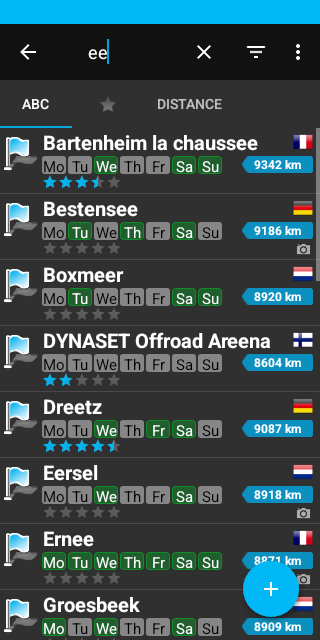 ee
ABC
DISTANCE
Bartenheim la chaussee
Mo Tu We Th Fr Sa Su
9342 km
Bestensee
Mo Tu We Th Fr Sa Su
9186 km
Boxmeer
Mo Tu We Th Fr Sa Su
8920 km
DYNASET Offroad Areena
Mo Tu We Th Fr Sa Su
8604 km
Dreetz
Mo Tu We Th Fr Sa Su
9087 km
Eersel
Mo Tu We Th Fr Sa Su
8918 km
Ernee
Mo Tu We Th Fr Sa Su
8871 km
Groesbeek
Mo Tu We Th Fr Sa Su
8909 km